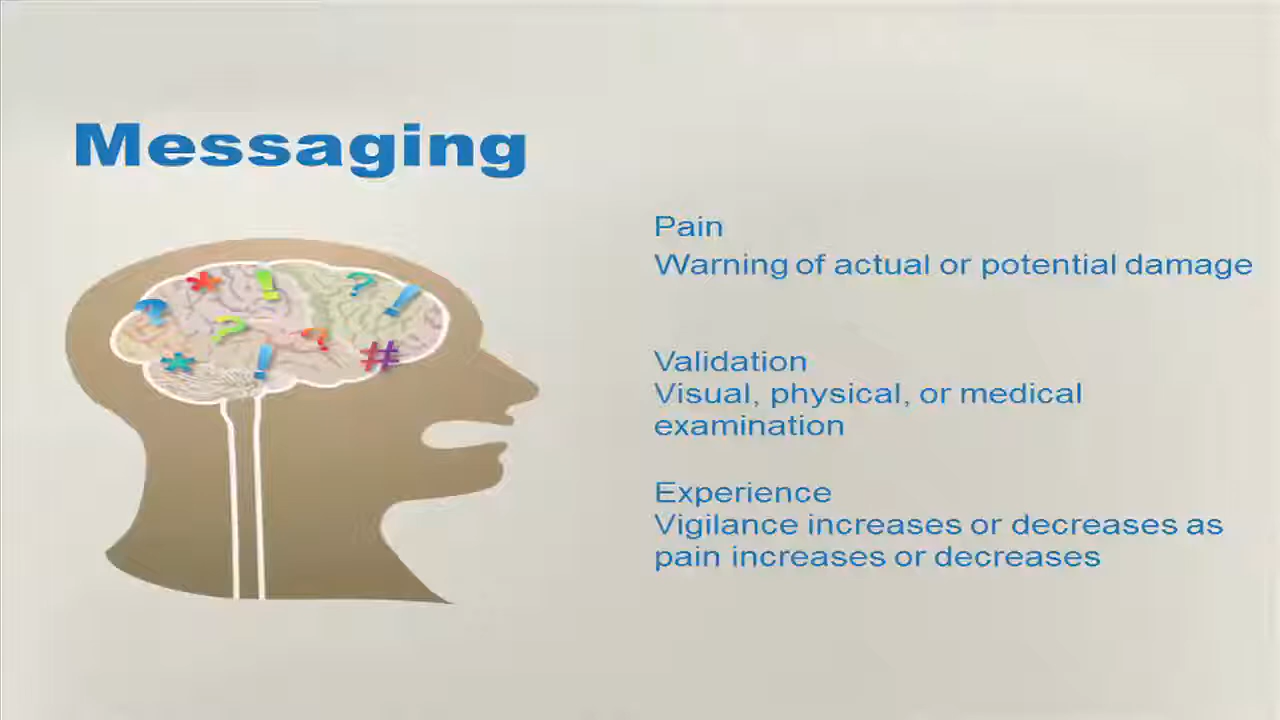 Messaging
Pain
Warning of actual or potential damage
Validation
Visual, physical, or medical
examination
Experience
Vigilance increases or decreases as
pain increases or decreases
* ! ? !
? ? ?
* ! #